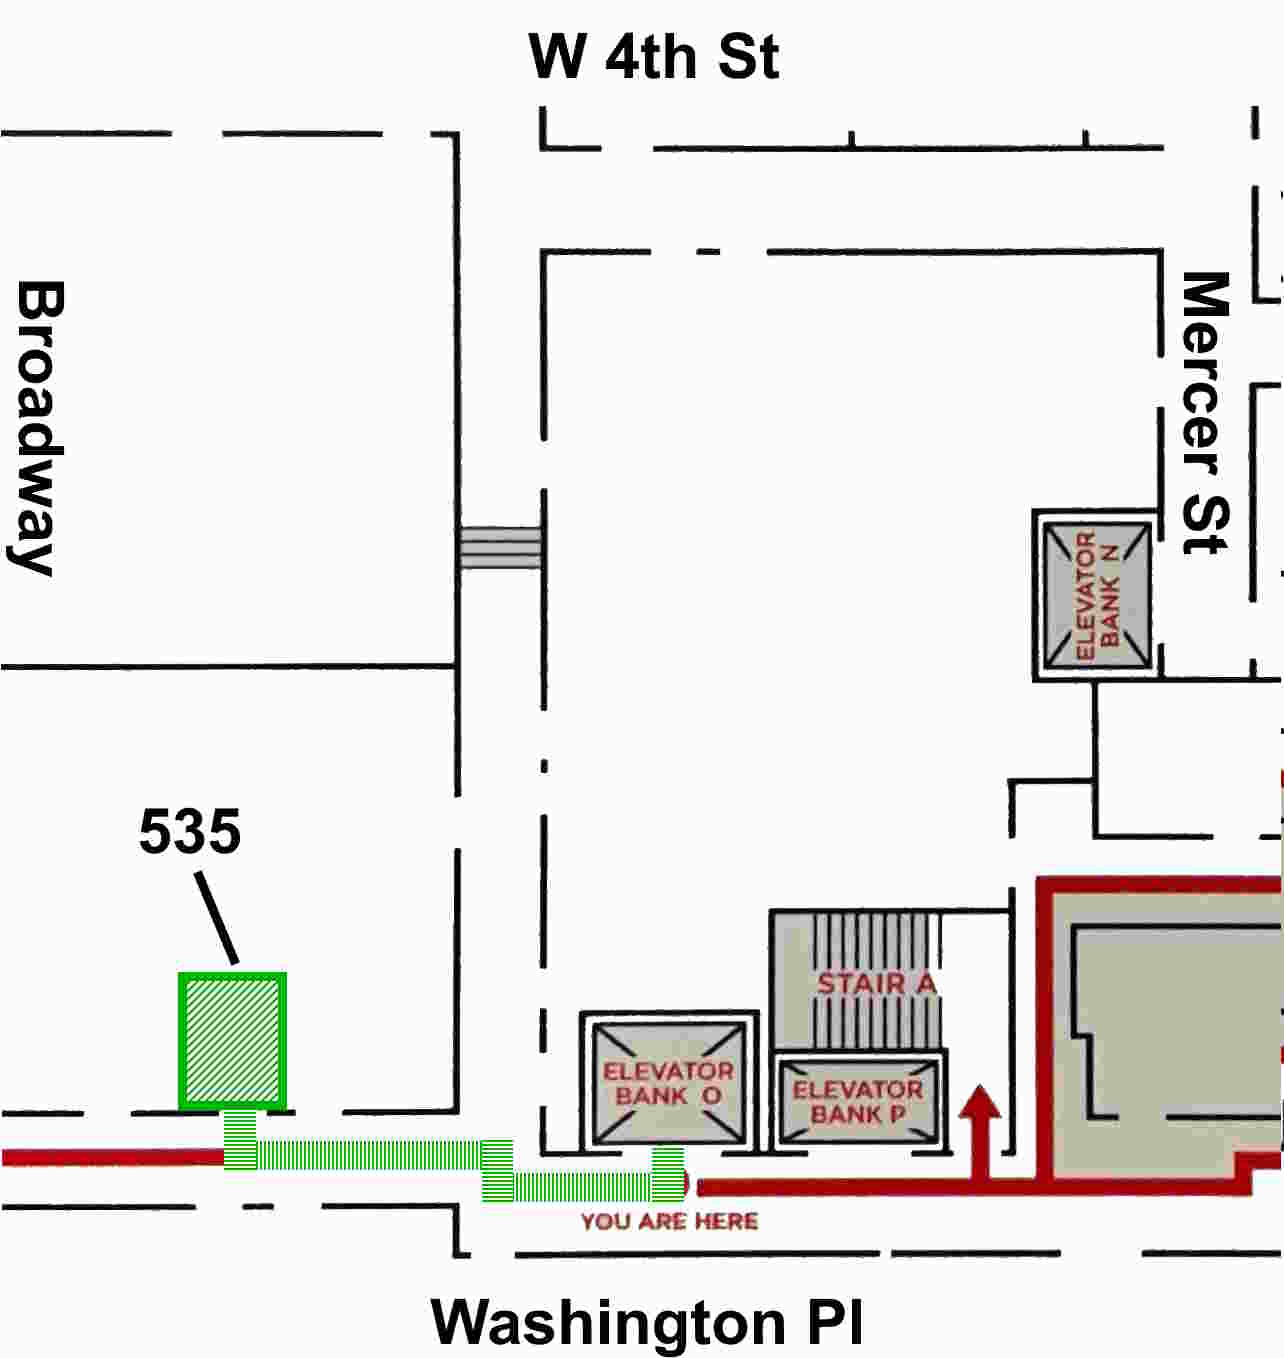 W 4th St
Broadway
Mercer St
ELEVATOR
BANK N
535
STAIR A
ELEVATOR
BANK O
ELEVATOR
BANK P
YOU ARE HERE
Washington Pl